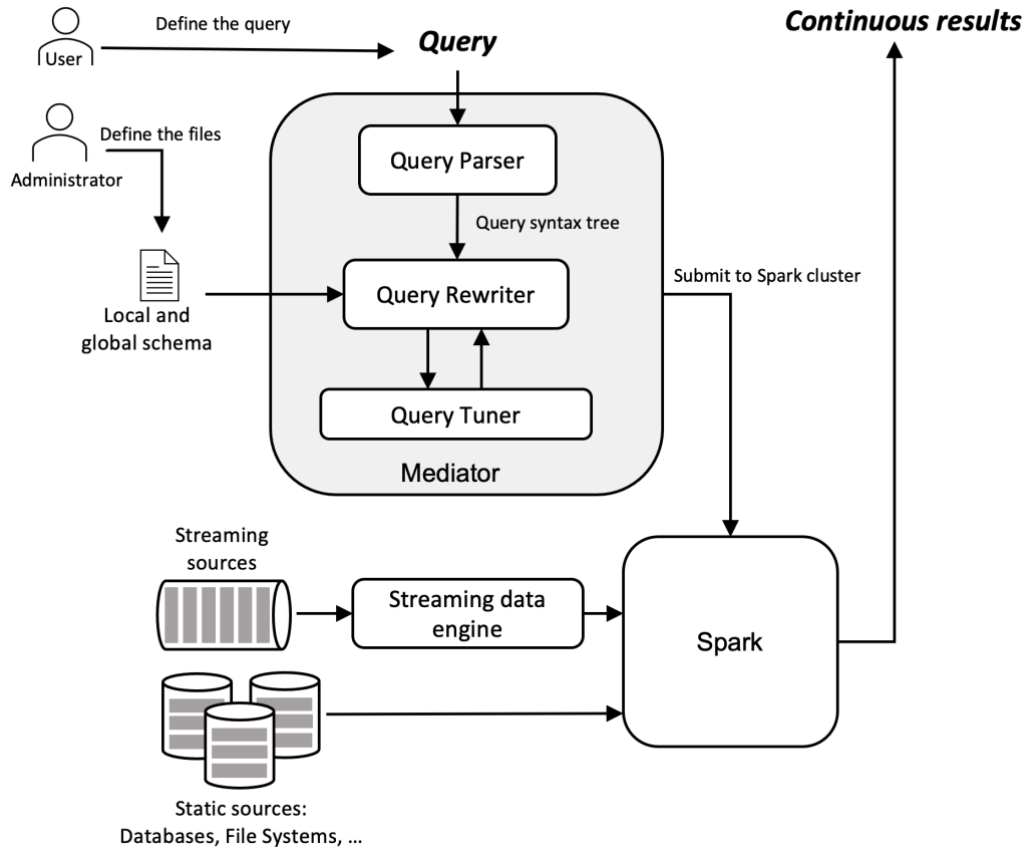 Define the query
User
Query
Continuous results
Define the files
Administrator
Query Parser
Query syntax tree
Local and
global schema
Query Rewriter
Submit to Spark cluster
Query Tuner
Mediator
Streaming
sources
Streaming data
engine
Spark
Static sources:
Databases, File Systems, ...